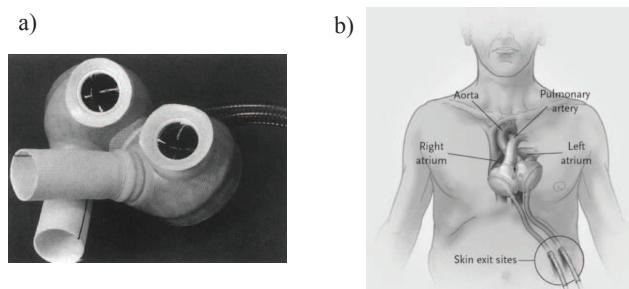 a)
b)
Aorta
Pulmonary
artery
Right
atrium
Left
atrium
Skin exit sites